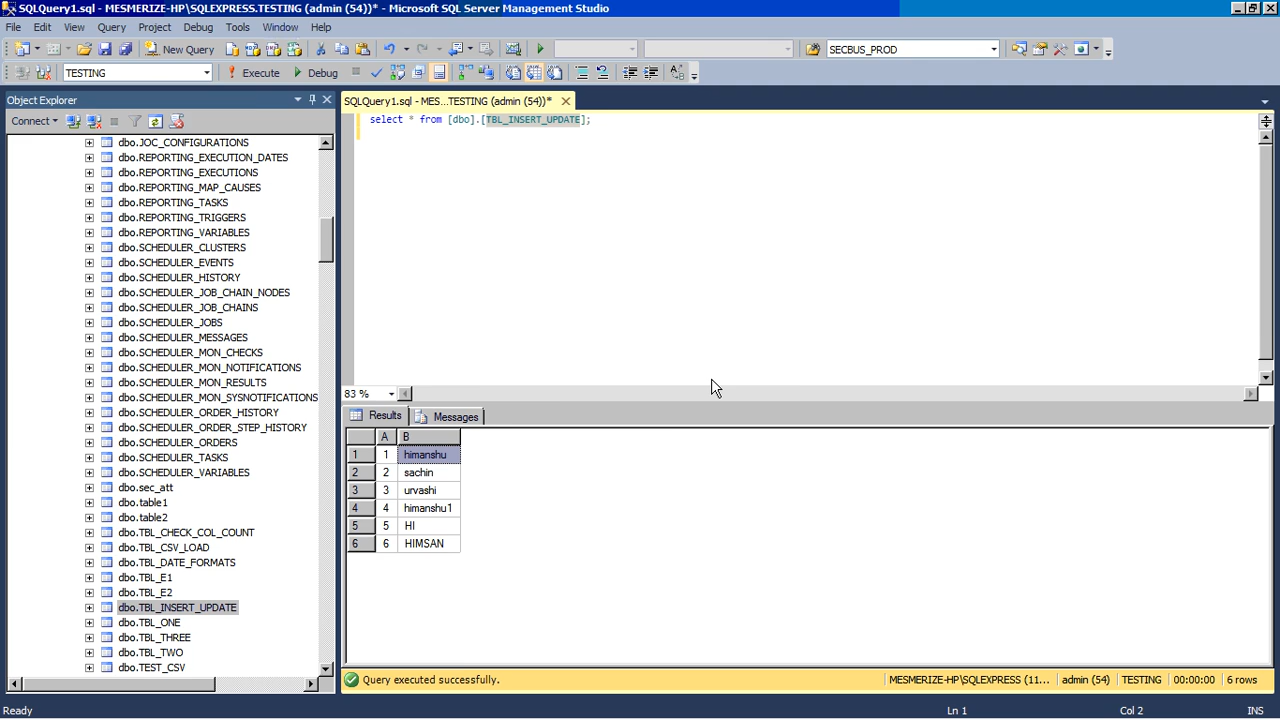 SQLQuery1.sql - MESMERIZE-HP\SQLEXPRESS.TESTING (admin (54))* - Microsoft SQL Server Management Studio
File Edit View Query Project Debug Tools Window Help
New Query SECBUS_PROD
TESTING Execute Debug
Object Explorer
SQLQuery1.sql - MES...TESTING (admin (54))*
Connect
select * from [dbo].[TBL_INSERT_UPDATE];
dbo.JOC_CONFIGURATIONS
dbo.REPORTING_EXECUTION_DATES
dbo.REPORTING_EXECUTIONS
dbo.REPORTING_MAP_CAUSES
dbo.REPORTING_TASKS
dbo.REPORTING_TRIGGERS
dbo.REPORTING_VARIABLES
dbo.SCHEDULER_CLUSTERS
dbo.SCHEDULER_EVENTS
dbo.SCHEDULER_HISTORY
dbo.SCHEDULER_JOB_CHAIN_NODES
dbo.SCHEDULER_JOB_CHAINS
dbo.SCHEDULER_JOBS
dbo.SCHEDULER_MESSAGES
dbo.SCHEDULER_MON_CHECKS
dbo.SCHEDULER_MON_NOTIFICATIONS
dbo.SCHEDULER_MON_RESULTS
dbo.SCHEDULER_MON_SYSNOTIFICATIONS
dbo.SCHEDULER_ORDER_HISTORY
dbo.SCHEDULER_ORDER_STEP_HISTORY
dbo.SCHEDULER_ORDERS
dbo.SCHEDULER_TASKS
dbo.SCHEDULER_VARIABLES
dbo.sec_att
dbo.table1
dbo.table2
dbo.TBL_CHECK_COL_COUNT
dbo.TBL_CSV_LOAD
dbo.TBL_DATE_FORMATS
dbo.TBL_E1
dbo.TBL_E2
dbo.TBL_INSERT_UPDATE
dbo.TBL_ONE
dbo.TBL_THREE
dbo.TBL_TWO
dbo.TEST_CSV
83 %
Results Messages
A B
1 1 himanshu
2 2 sachin
3 3 urvashi
4 4 himanshu1
5 5 HI
6 6 HIMSAN
Query executed successfully. MESMERIZE-HP\SQLEXPRESS (11... admin (54) TESTING 00:00:00 6 rows
Ready Ln 1 Col 2 INS